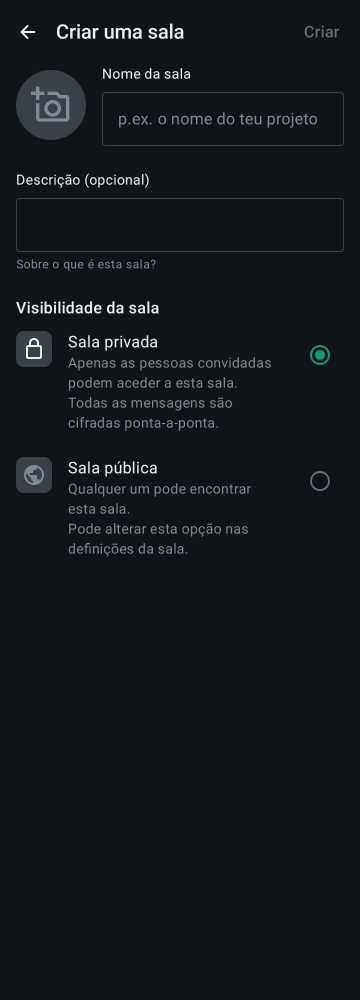 Criar uma sala
Criar
Nome da sala
p.ex. o nome do teu projeto
Descrição (opcional)
Sobre o que é esta sala?
Visibilidade da sala
Sala privada
Apenas as pessoas convidadas
podem aceder a esta sala.
Todas as mensagens são
cifradas ponta-a-ponta.
Sala pública
Qualquer um pode encontrar
esta sala.
Pode alterar esta opção nas
definições da sala.